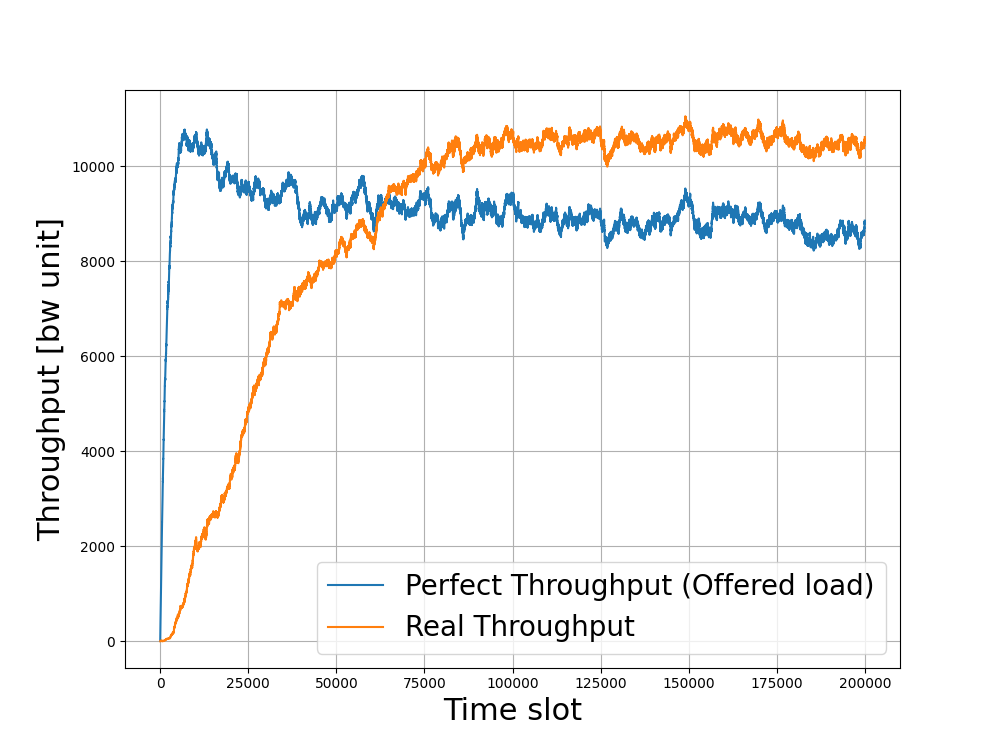 10000
8000
6000
4000
2000
0
Throughput [bw unit]
Perfect Throughput (Offered load)
Real Throughput
0 25000 50000 75000 100000 125000 150000 175000 200000
Time slot